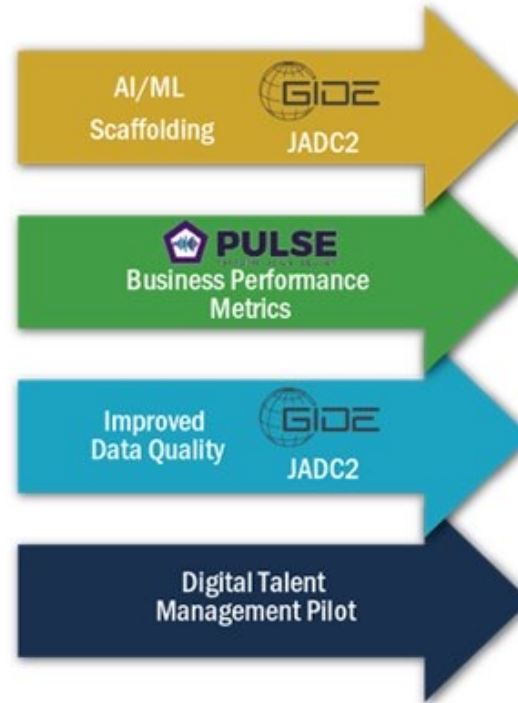 AI/ML
Scaffolding
GIDE
JADC2
PULSE
Business Performance
Metrics
Improved
Data Quality
GIDE
JADC2
Digital Talent
Management Pilot